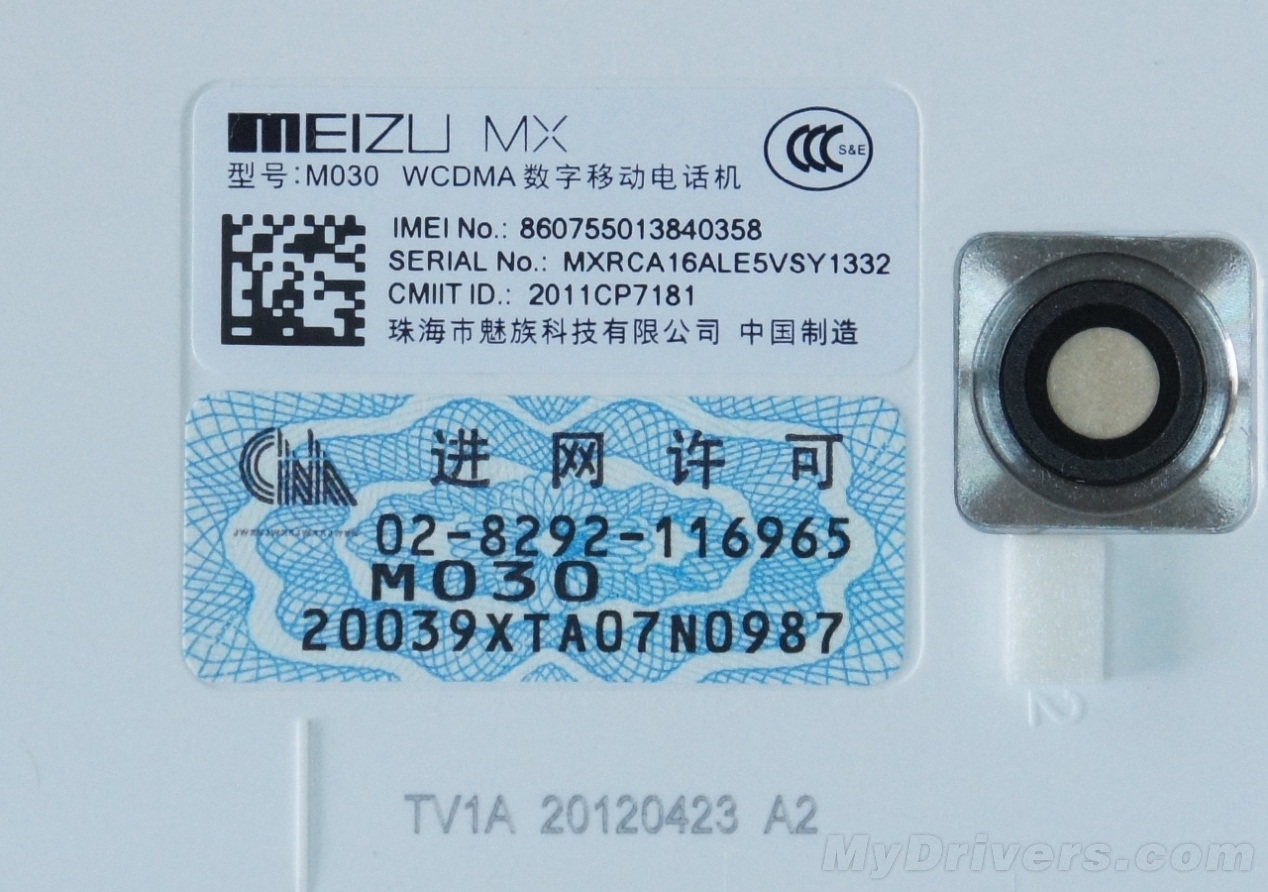 MEIZU MX
型号:M030 WCDMA数字移动电话机
S&E
IMEI No.: 860755013840358
SERIAL No.: MXRCA16ALE5VSY1332
CMIIT ID.: 2011CP7181
珠海市魅族科技有限公司 中国制造
CNA
进网许可
02-8292-116965
M030
20039XTA07N0987
2
TV1A 20120423 A2
MyDrivers.com